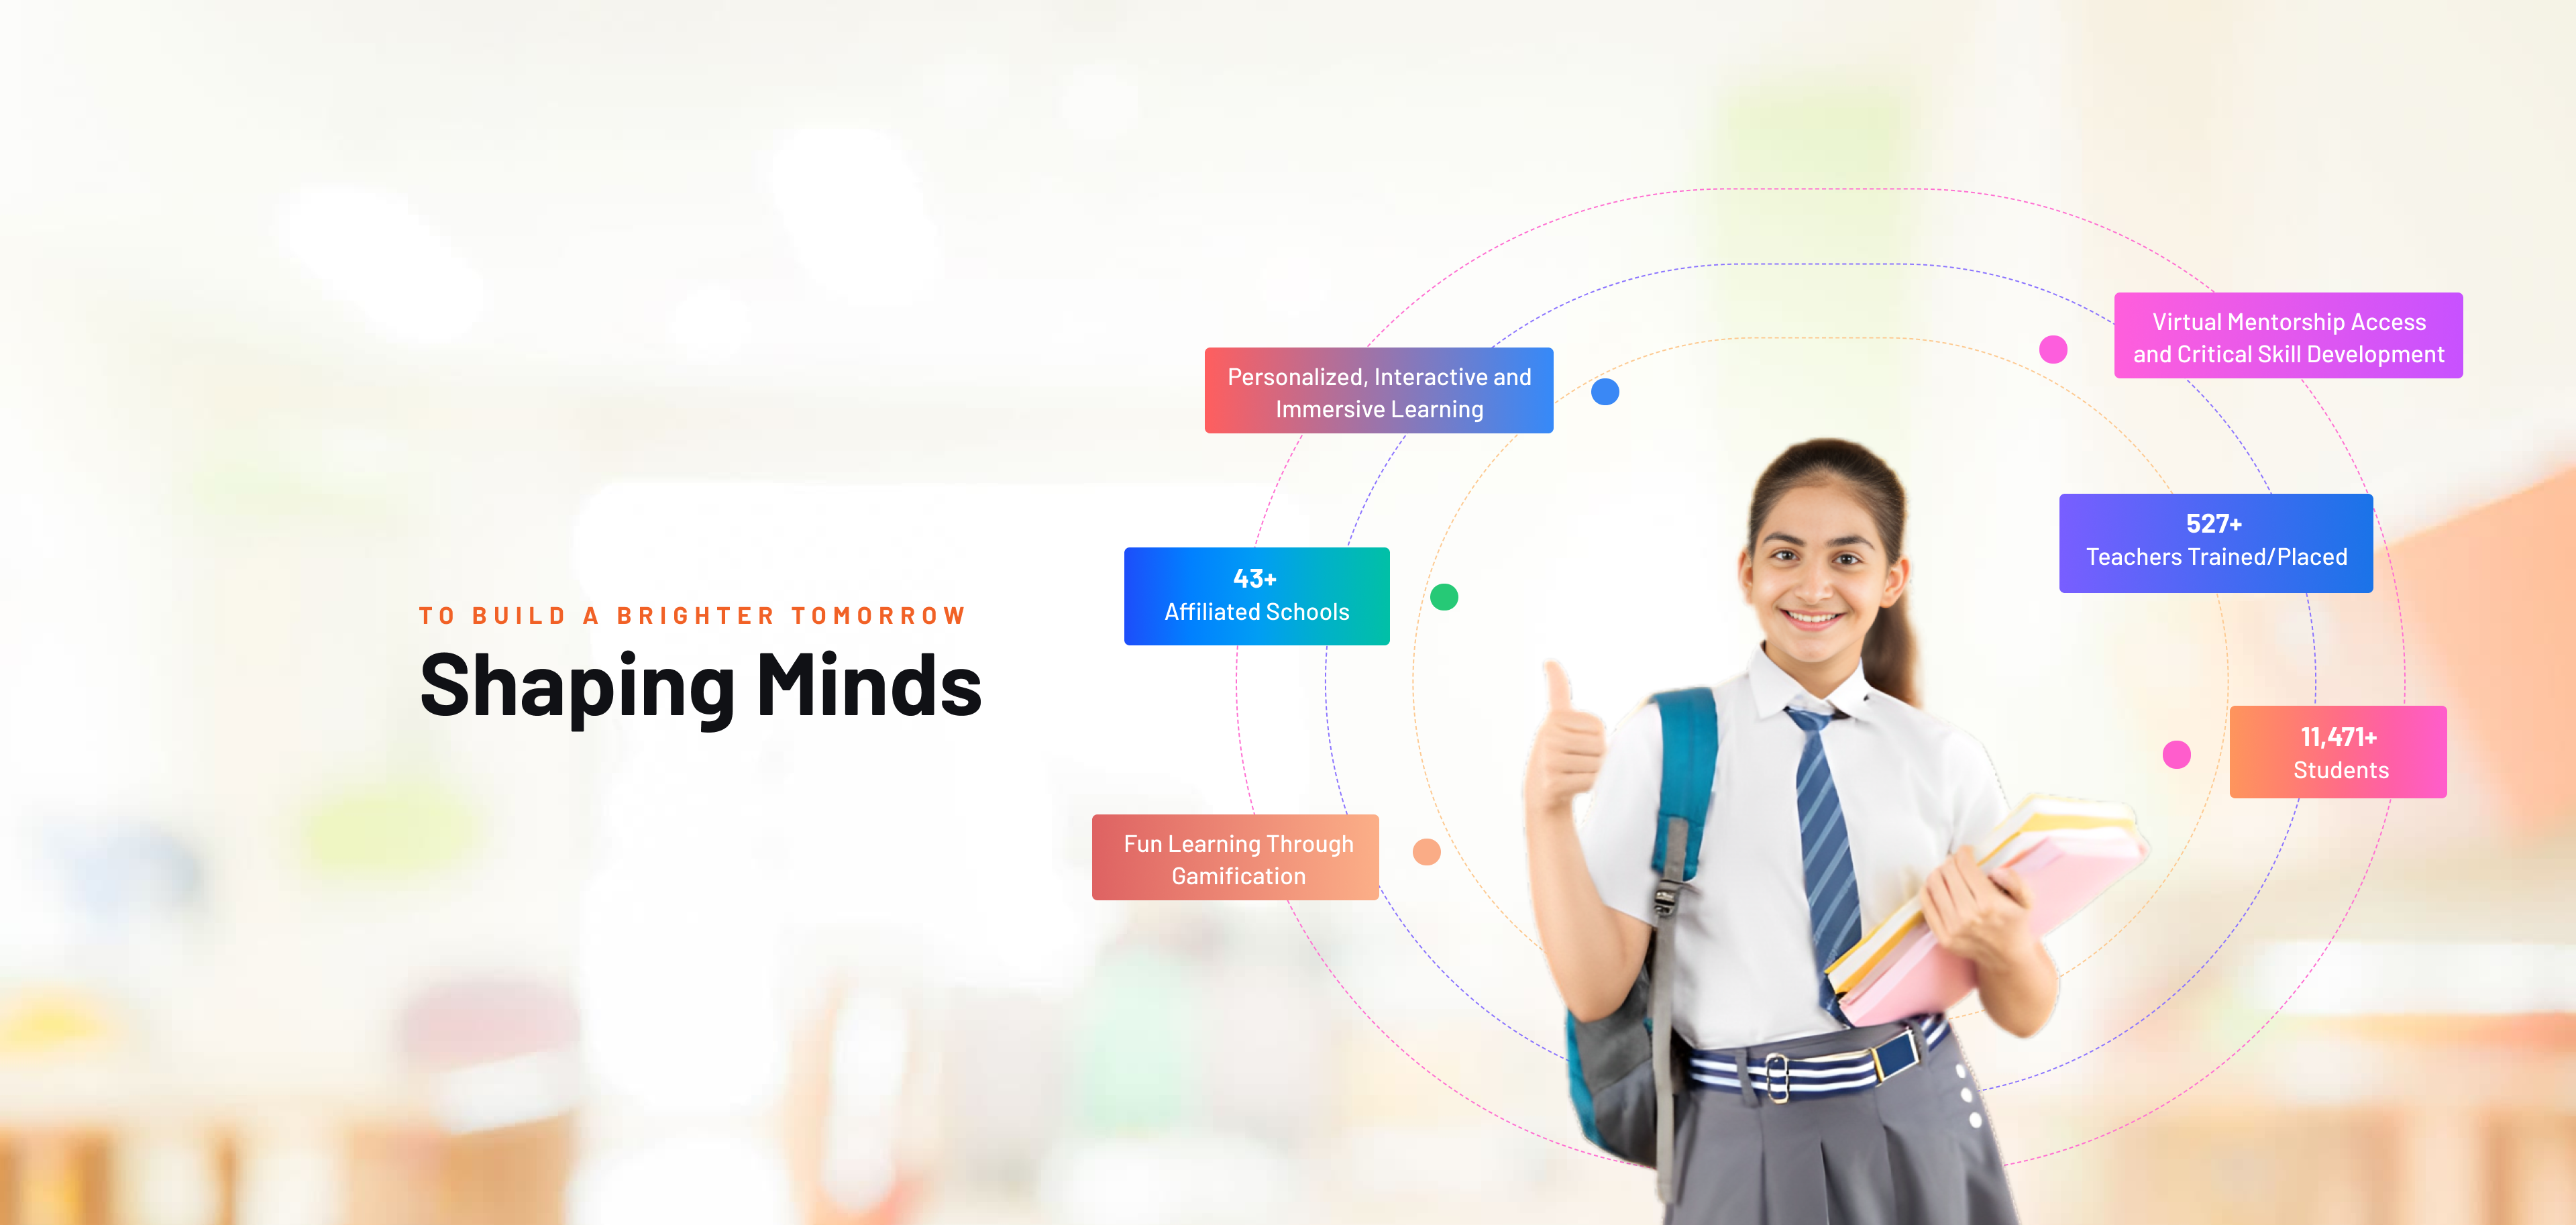 TO BUILD A BRIGHTER TOMORROW
Shaping Minds
Personalized, Interactive and
Immersive Learning
43+
Affiliated Schools
Fun Learning Through
Gamification
Virtual Mentorship Access
and Critical Skill Development
527+
Teachers Trained/Placed
11,471+
Students